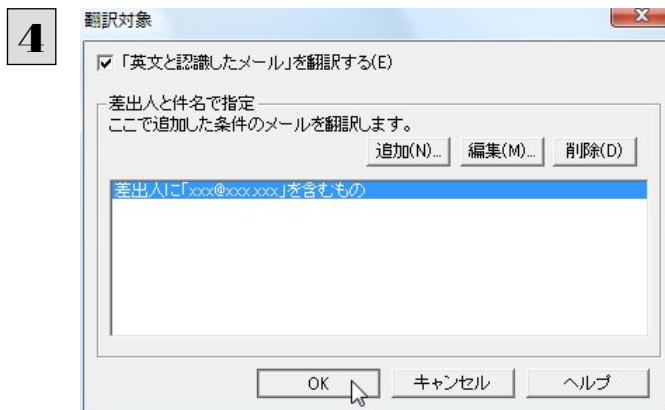 4
翻訳対象
「英文と認識したメール」を翻訳する(E)
差出人と件名で指定
ここで追加した条件のメールを翻訳します。
追加(N)... 編集(M)... 削除(D)
差出人に「xxx@xxx.xxx」を含むもの
OK キャンセル ヘルプ